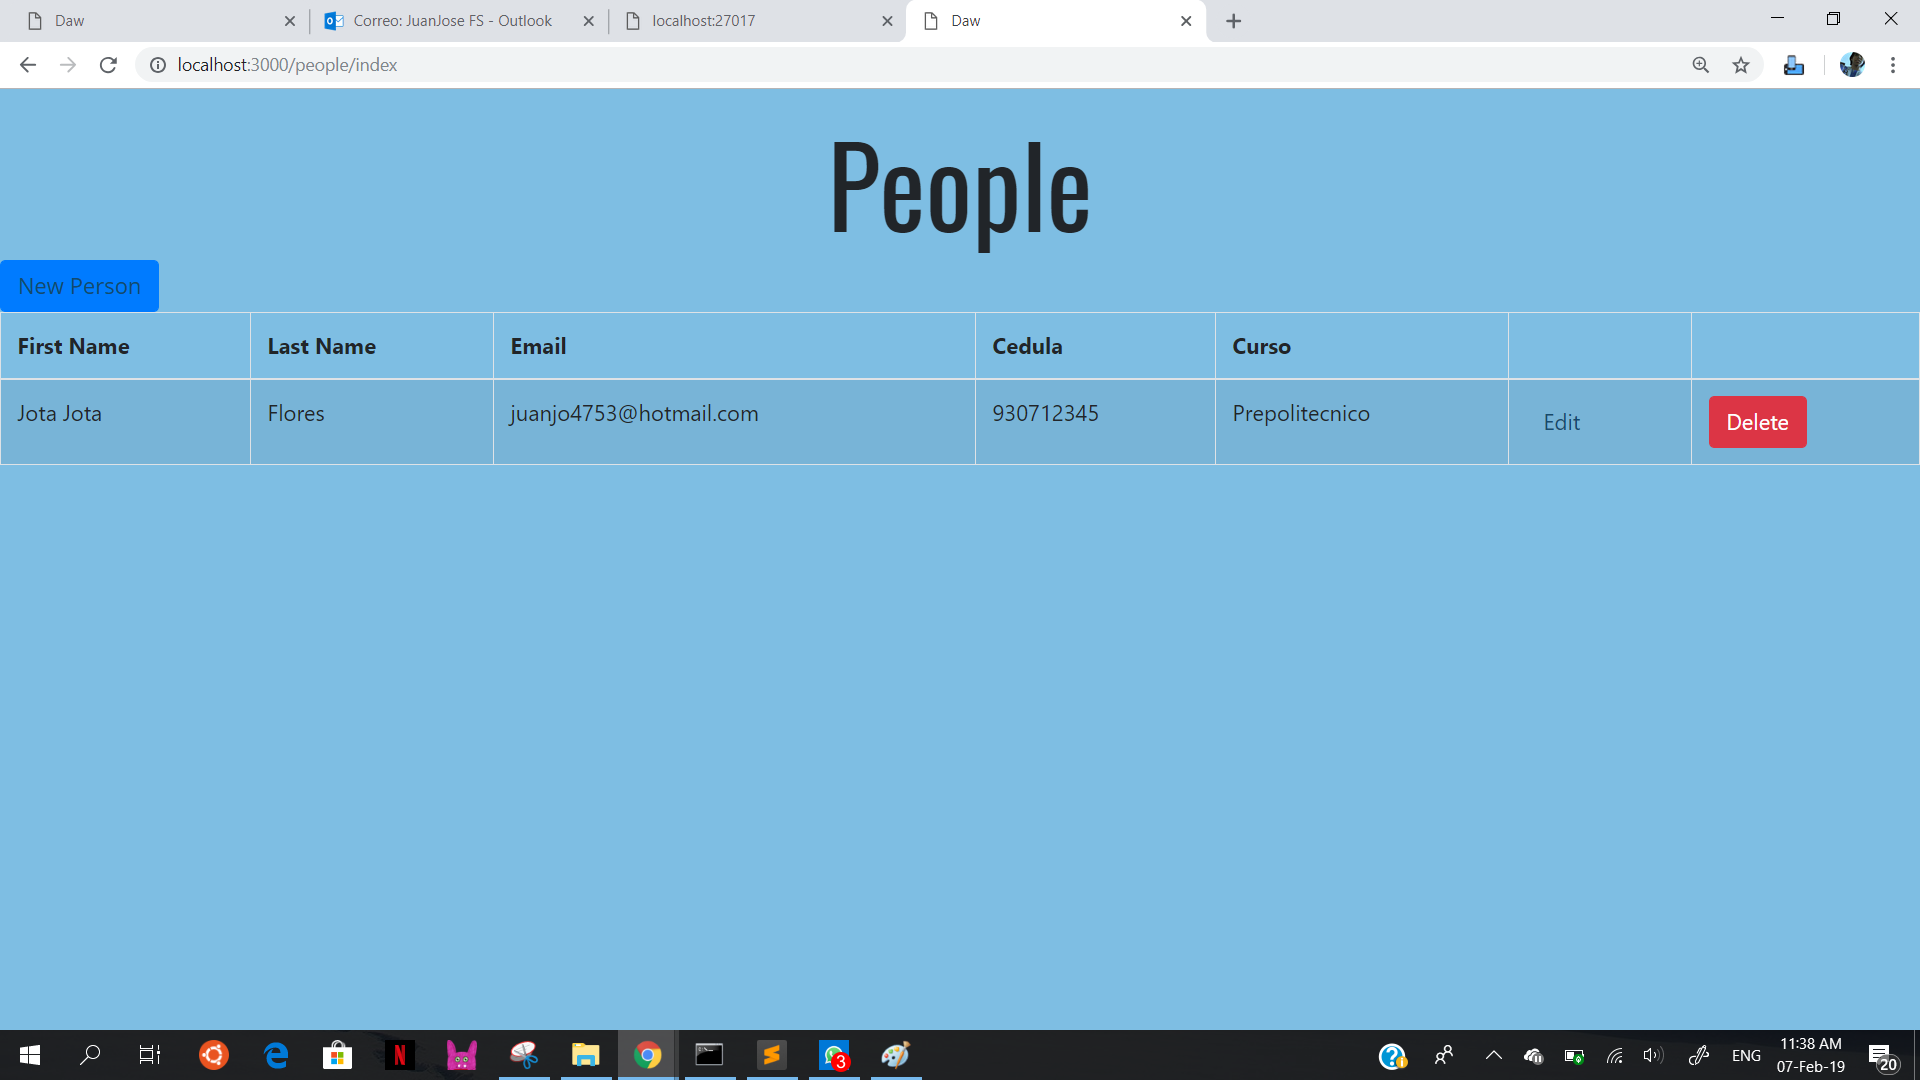 Daw
Correo: JuanJose FS - Outlook
localhost:27017
Daw
localhost:3000/people/index
People
New Person
First Name Last Name Email Cedula Curso
Jota Jota Flores juanjo4753@hotmail.com 930712345 Prepolitecnico Edit Delete
N
3
ENG
11:38 AM
07-Feb-19
20